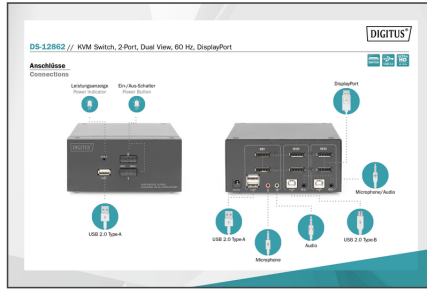 DIGITUS®
DS-12862 // KVM Switch, 2-Port, Dual View, 60 Hz, DisplayPort
Anschlüsse
Connections
Leistungsanzeige
Power Indicator
Ein-/Aus-Schalter
Power Button
DisplayPort
DIGITUS
Microphone/Audio
USB 2.0 Type-A
USB 2.0 Type-A
Microphone
Audio
USB 2.0 Type-B